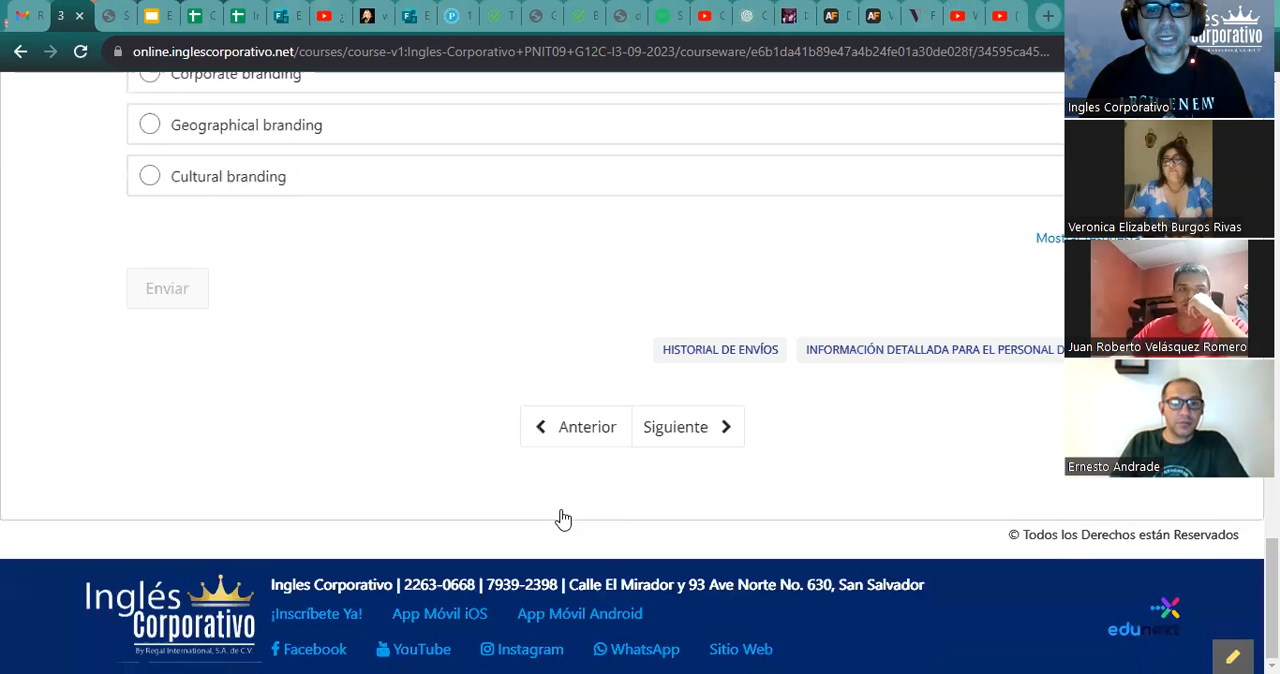 online.inglescorporativo.net/courses/course-v1:Ingles-Corporativo+PNIT09+G12C-I3-09-2023/courseware/e6b1da41b89e47a4b24fe01a30de028f/34595ca45...
Corporate branding
Geographical branding
Cultural branding
Enviar
HISTORIAL DE ENVÍOS
INFORMACIÓN DETALLADA PARA EL PERSONAL D
Anterior
Siguiente
© Todos los Derechos están Reservados
Inglés
Corporativo
By Regal International, S.A. de C.V.
Ingles Corporativo | 2263-0668 | 7939-2398 | Calle El Mirador y 93 Ave Norte No. 630, San Salvador
¡Inscríbete Ya!
App Móvil iOS
App Móvil Android
Facebook
YouTube
Instagram
WhatsApp
Sitio Web
edunext
Corporativo
Ingles Corporativo
Veronica Elizabeth Burgos Rivas
Juan Roberto Velásquez Romero
Ernesto Andrade